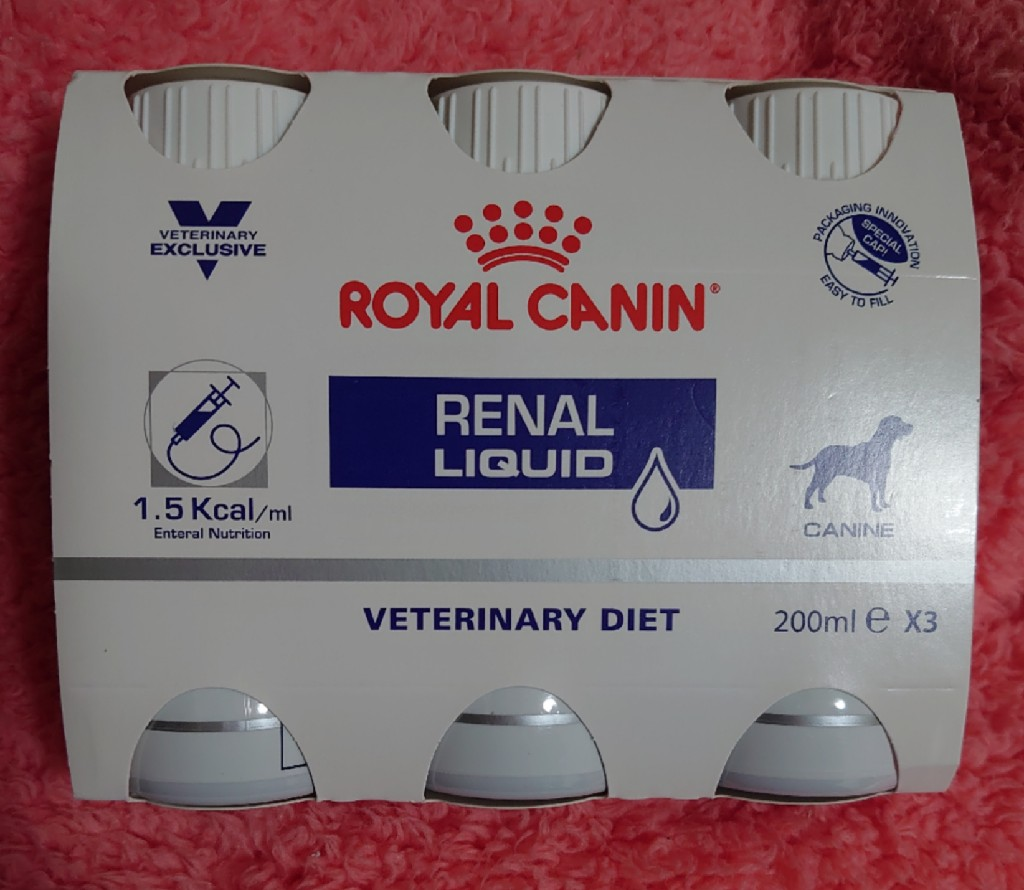 VETERINARY
EXCLUSIVE
ROYAL CANIN®
PACKAGING INNOVATION
SPECIAL
CAP!
EASY TO FILL
RENAL
LIQUID
1.5 Kcal/ml
Enteral Nutrition
CANINE
VETERINARY DIET
200ml ℮ X3